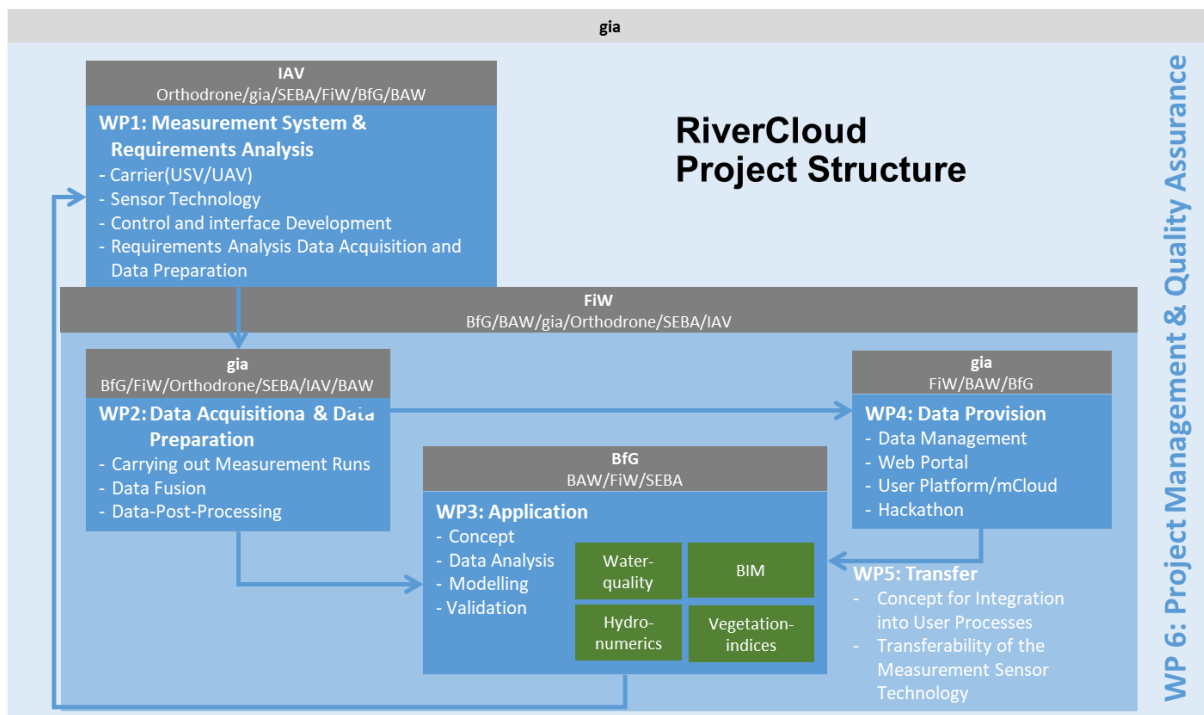 gia
IAV
Orthodrone/gia/SEBA/FiW/BfG/BAW
WP1: Measurement System &
Requirements Analysis
- Carrier(USV/UAV)
- Sensor Technology
- Control and interface Development
- Requirements Analysis Data Acquisition and
Data Preparation
RiverCloud
Project Structure
WP 6: Project Management & Quality Assurance
FiW
BfG/BAW/gia/Orthodrone/SEBA/IAV
gia
BfG/FiW/Orthodrone/SEBA/IAV/BAW
WP2: Data Acquisitiona & Data
Preparation
- Carrying out Measurement Runs
- Data Fusion
- Data-Post-Processing
BfG
BAW/FiW/SEBA
WP3: Application
- Concept
- Data Analysis
- Modelling
- Validation
Water-
quality
BIM
Hydro-
numerics
Vegetation-
indices
gia
FiW/BAW/BfG
WP4: Data Provision
- Data Management
- Web Portal
- User Platform/mCloud
- Hackathon
WP5: Transfer
- Concept for Integration
into User Processes
- Transferability of the
Measurement Sensor
Technology